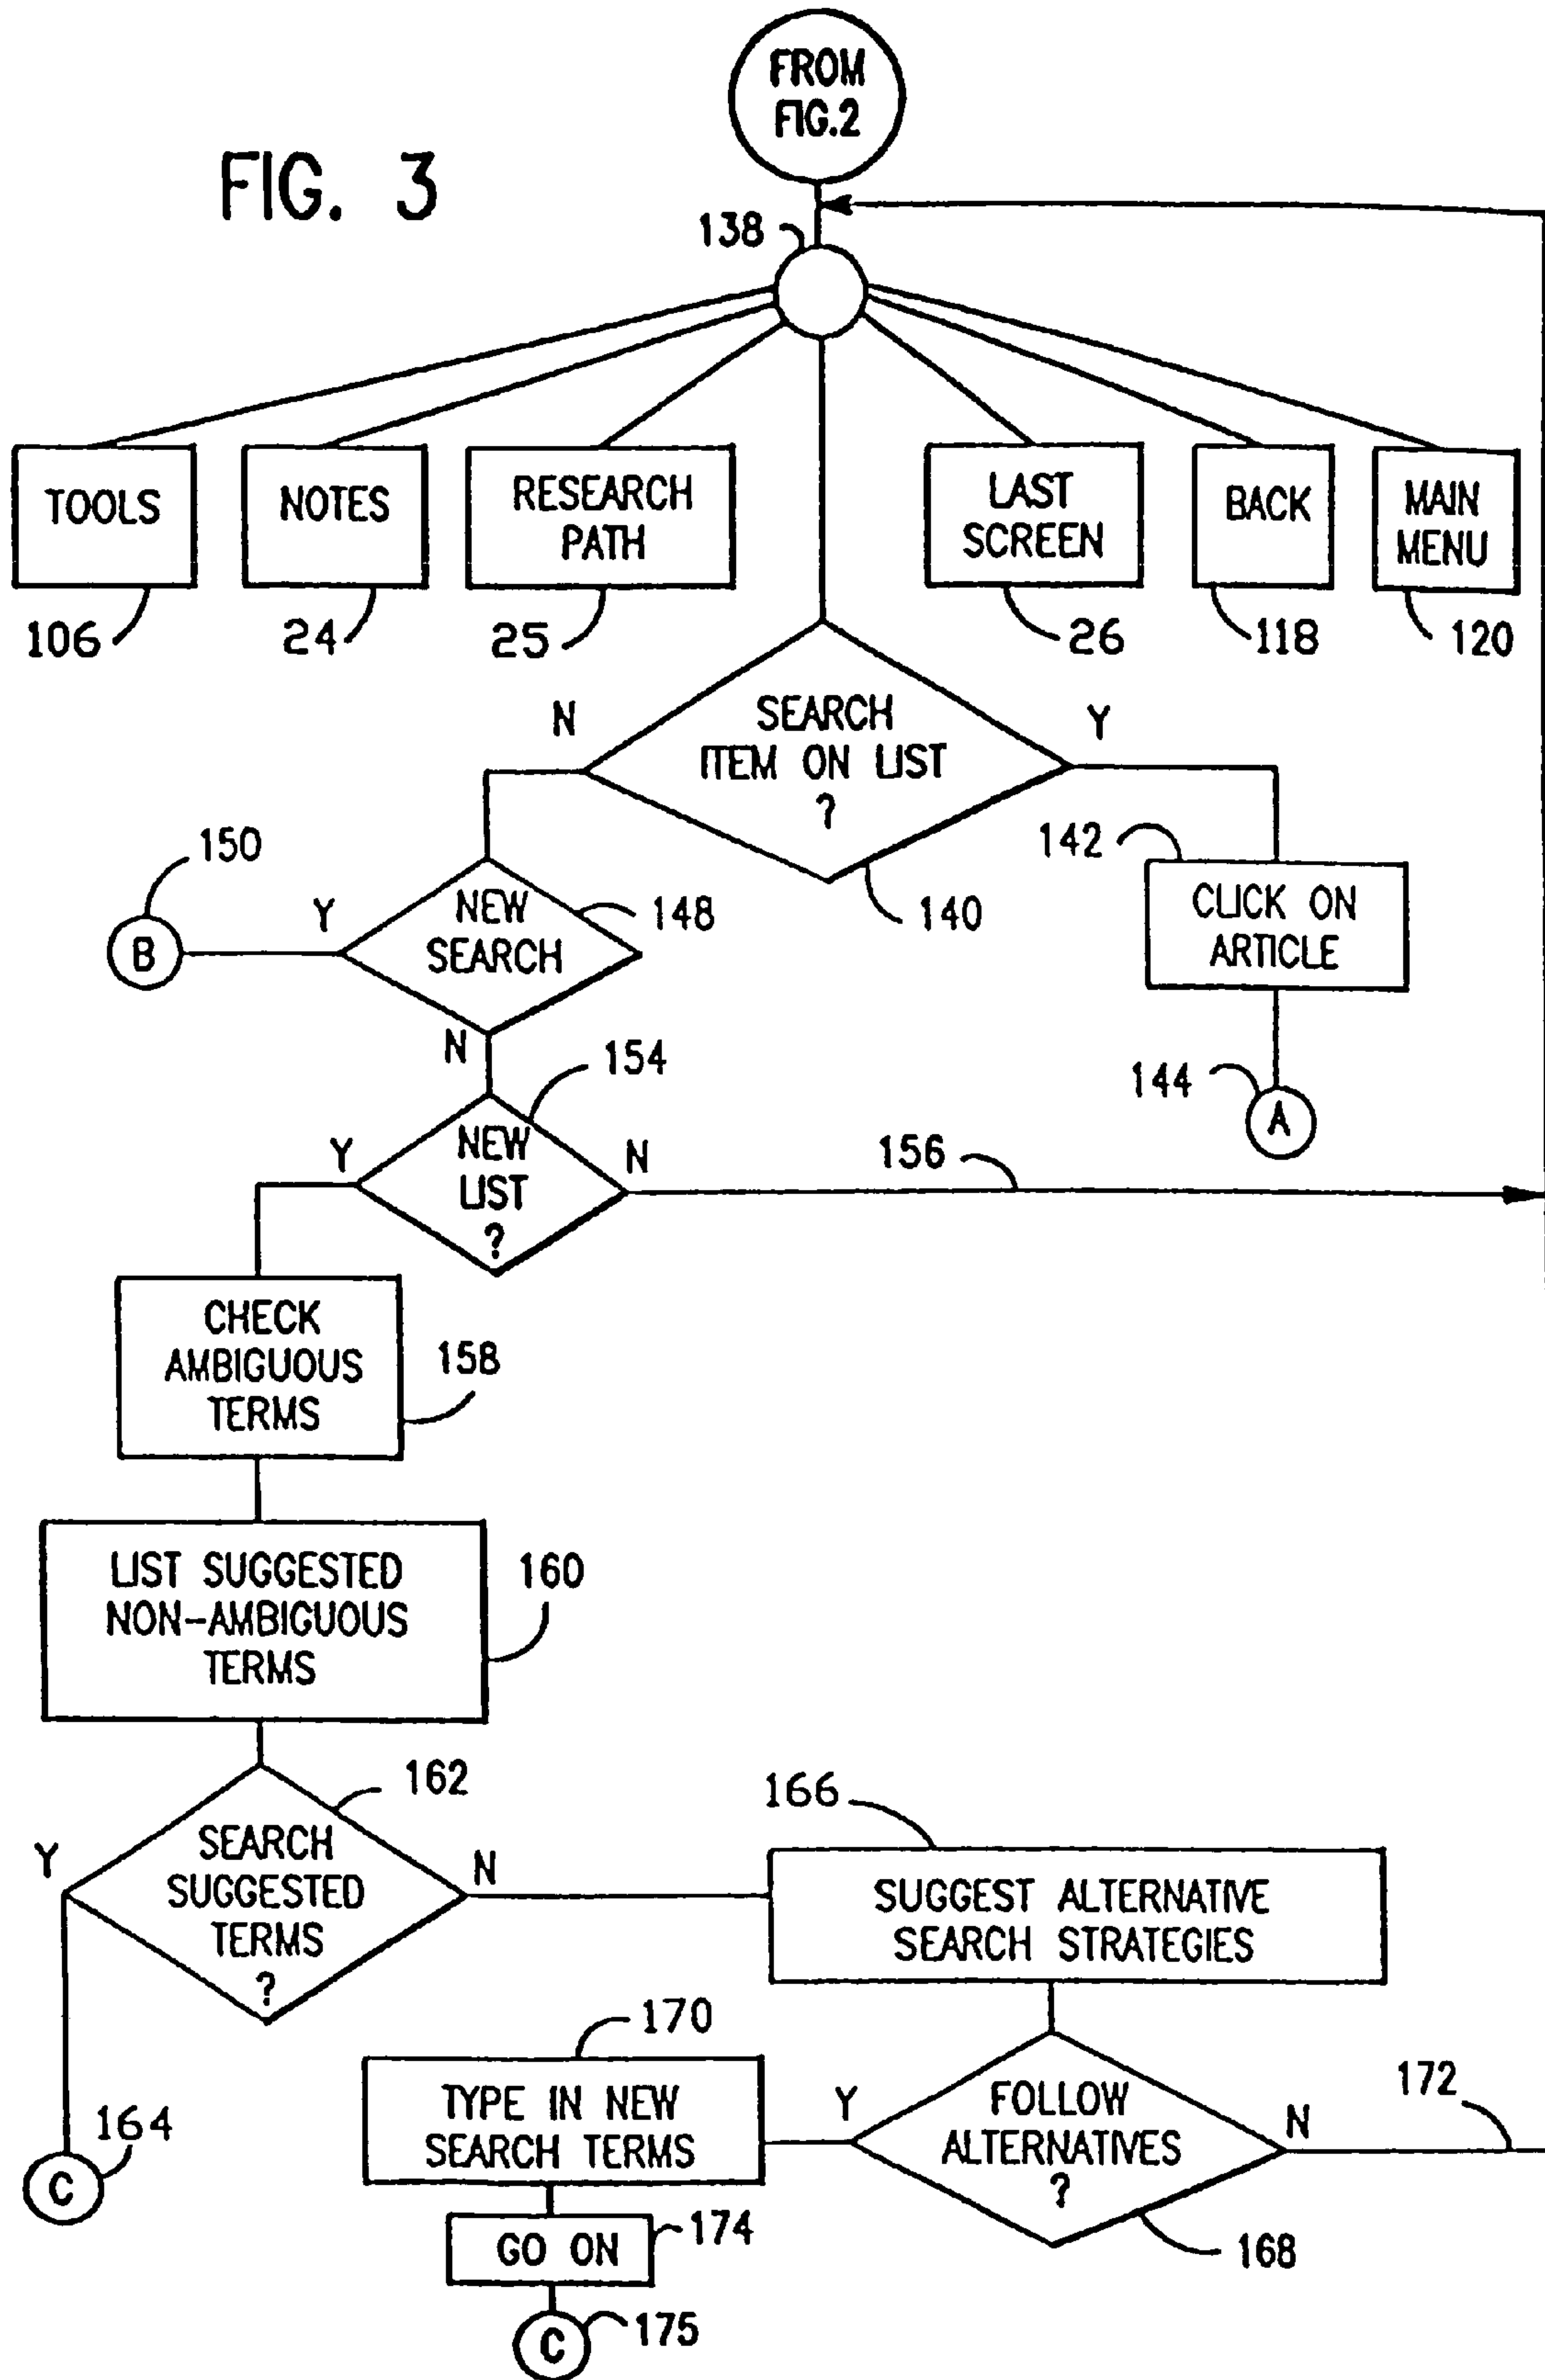 FROM
FIG.2
FIG. 3
138
TOOLS
NOTES
RESEARCH
PATH
LAST
SCREEN
BACK
MAIN
MENU
106
24
25
26
118
120
SEARCH
ITEM ON LIST
?
N
Y
140
142
CLICK ON
ARTICLE
144
A
150
B
Y
NEW
SEARCH
148
N
154
Y
NEW
LIST
?
N
156
CHECK
AMBIGUOUS
TERMS
158
LIST SUGGESTED
NON-AMBIGUOUS
TERMS
160
162
Y
SEARCH
SUGGESTED
TERMS
?
N
166
SUGGEST ALTERNATIVE
SEARCH STRATEGIES
164
C
170
TYPE IN NEW
SEARCH TERMS
Y
FOLLOW
ALTERNATIVES
?
N
172
168
GO ON
174
C
175